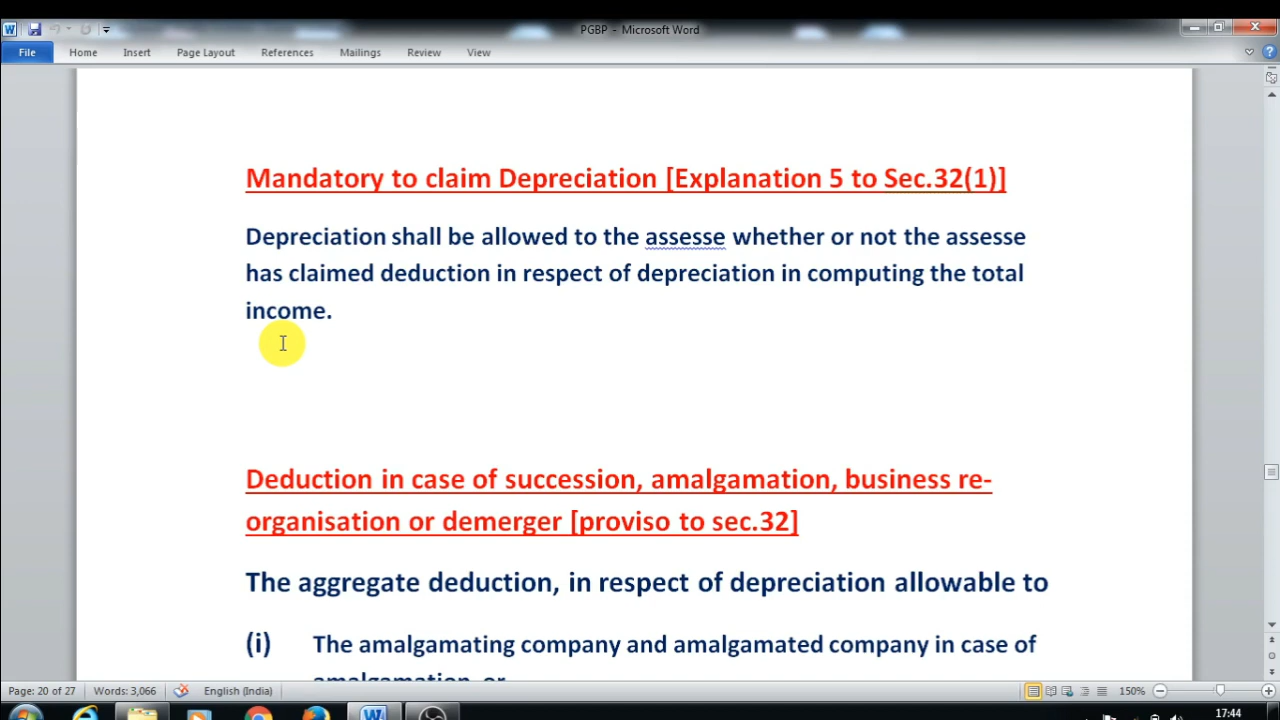 PGBP - Microsoft Word
File Home Insert Page Layout References Mailings Review View
Mandatory to claim Depreciation [Explanation 5 to Sec.32(1)]
Depreciation shall be allowed to the assesse whether or not the assesse
has claimed deduction in respect of depreciation in computing the total
income.
Deduction in case of succession, amalgamation, business re-
organisation or demerger [proviso to sec.32]
The aggregate deduction, in respect of depreciation allowable to
(i) The amalgamating company and amalgamated company in case of
amalgamation, or
Page: 20 of 27 Words: 3,066 English (India) 150%
17:44